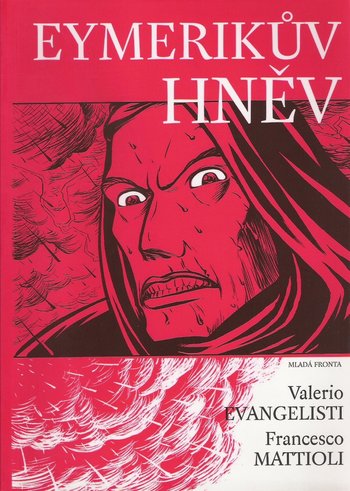 EYMERIKŮV
HNĚV
MLADÁ FRONTA
Valerio
EVANGELISTI
Francesco
MATTIOLI